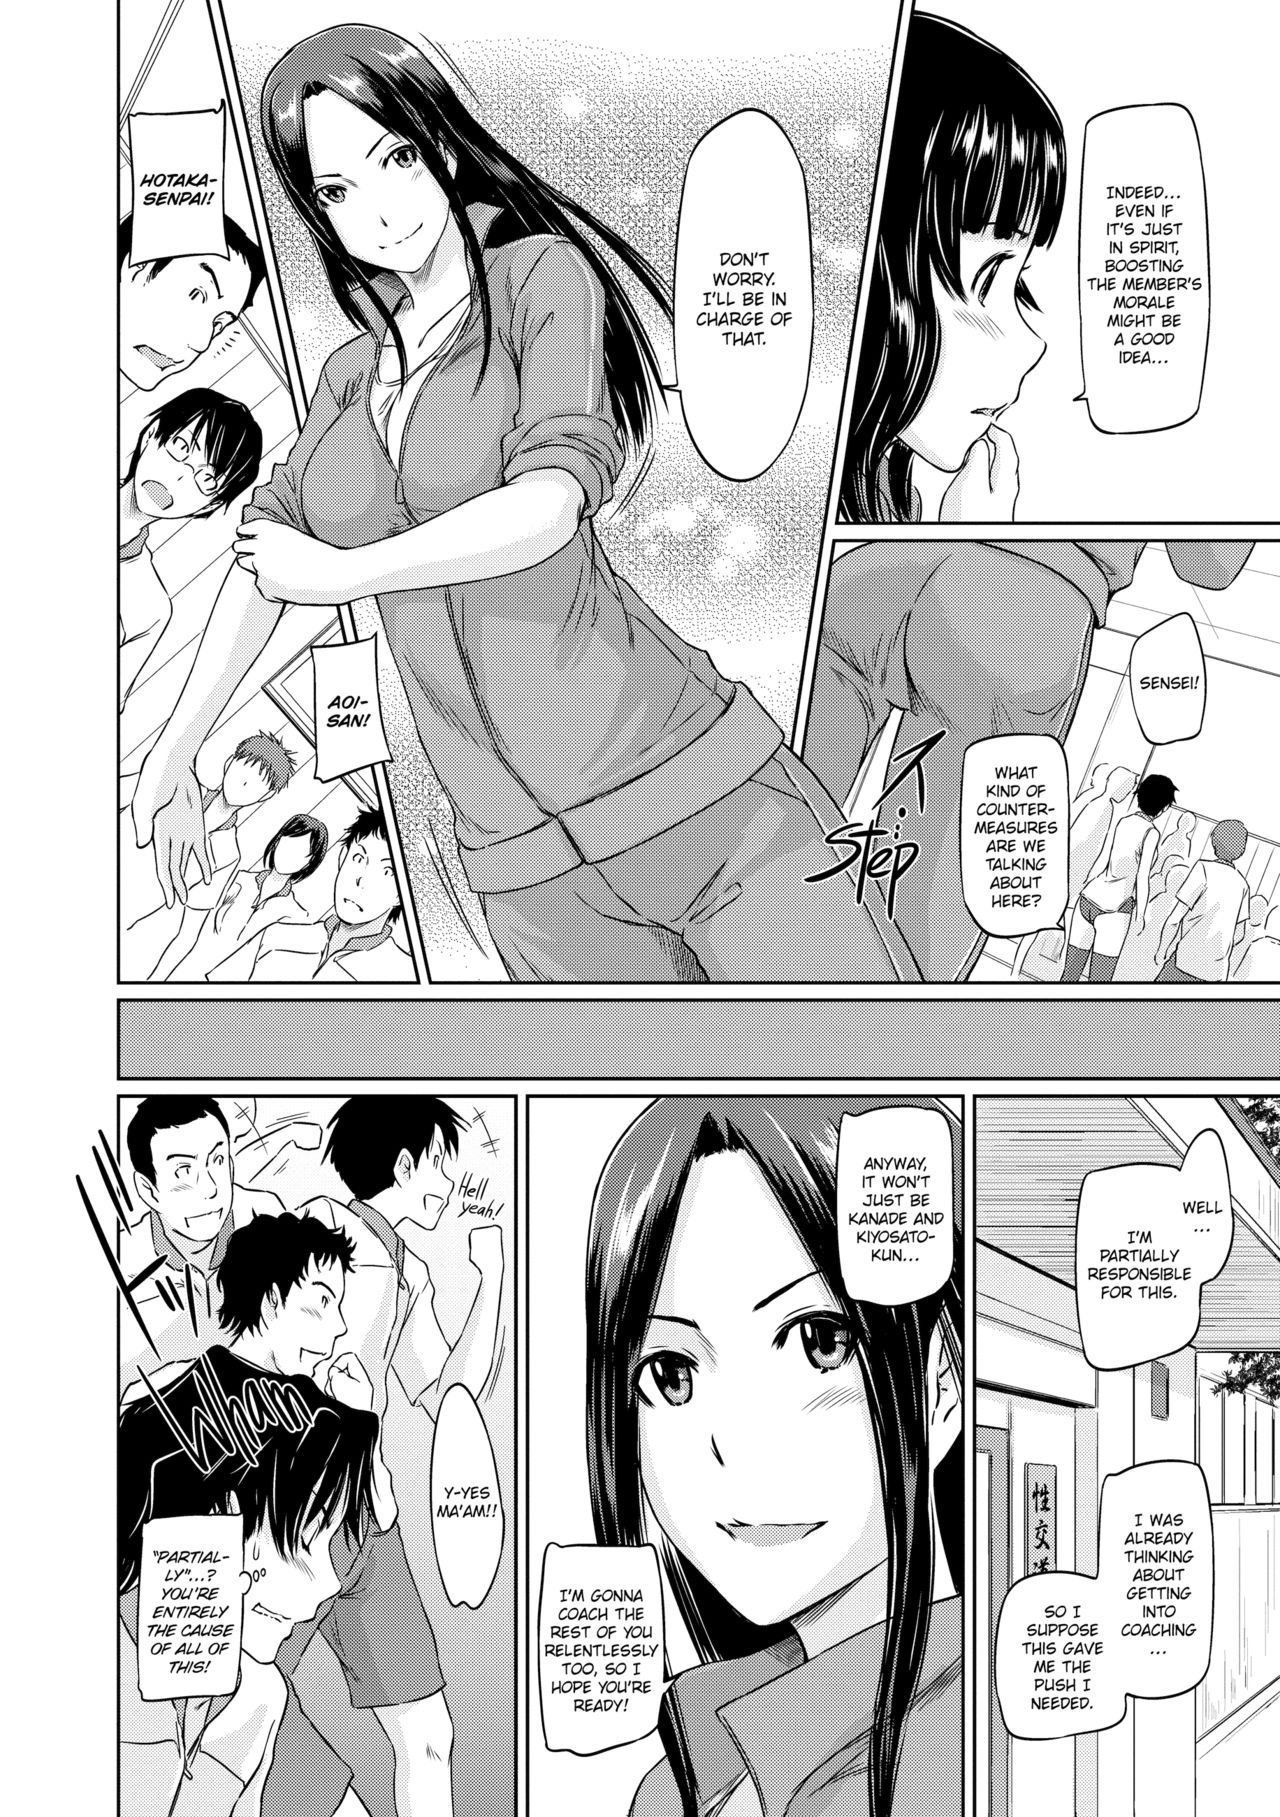 INDEED...
EVEN IF
IT'S JUST
IN SPIRIT,
BOOSTING
THE MEMBER'S
MORALE
MIGHT BE
A GOOD
IDEA...
SENSEI!
WHAT
KIND OF
COUNTER-
MEASURES
ARE WE
TALKING
ABOUT
HERE?
Step
DON'T
WORRY.
I'LL BE IN
CHARGE OF
THAT.
HOTAKA-
SENPAI!
AOI-
SAN!
WELL
...
I'M
PARTIALLY
RESPONSIBLE
FOR THIS.
性交道
I WAS
ALREADY
THINKING
ABOUT
GETTING
INTO
COACHING
...
SO I
SUPPOSE
THIS GAVE
ME THE
PUSH I
NEEDED.
ANYWAY,
IT WON'T
JUST BE
KANADE AND
KIYOSATO-
KUN...
I'M GONNA
COACH THE
REST OF YOU
RELENTLESSLY
TOO, SO I
HOPE YOU'RE
READY!
Hell
yeah!
Y-YES
MA'AM!!
Wham
"PARTIAL-
LY"...?
YOU'RE
ENTIRELY
THE CAUSE
OF ALL OF
THIS!